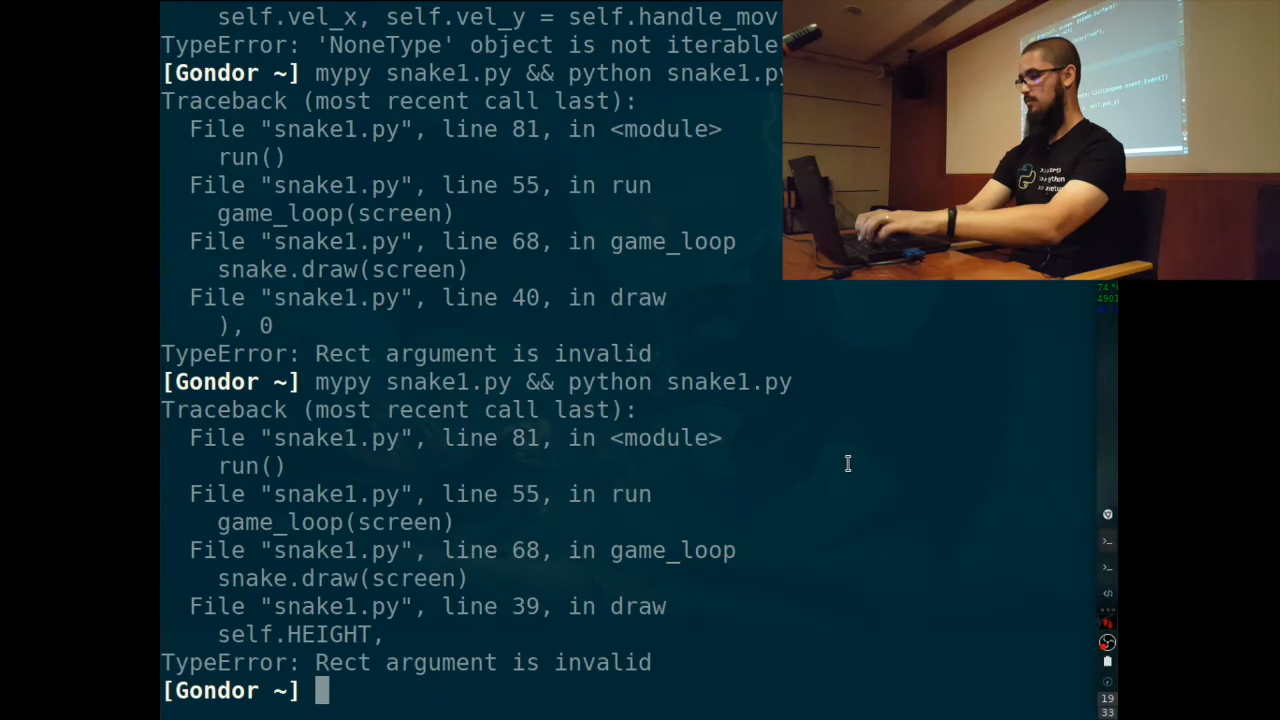 self.vel_x, self.vel_y = self.handle_mov
TypeError: 'NoneType' object is not iterable
[Gondor ~] mypy snake1.py && python snake1.py
Traceback (most recent call last):
File "snake1.py", line 81, in <module>
run()
File "snake1.py", line 55, in run
game_loop(screen)
File "snake1.py", line 68, in game_loop
snake.draw(screen)
File "snake1.py", line 40, in draw
), 0
TypeError: Rect argument is invalid
[Gondor ~] mypy snake1.py && python snake1.py
Traceback (most recent call last):
File "snake1.py", line 81, in <module>
run()
File "snake1.py", line 55, in run
game_loop(screen)
File "snake1.py", line 68, in game_loop
snake.draw(screen)
File "snake1.py", line 39, in draw
self.HEIGHT,
TypeError: Rect argument is invalid
[Gondor ~]
74 °
4901
19
33
python